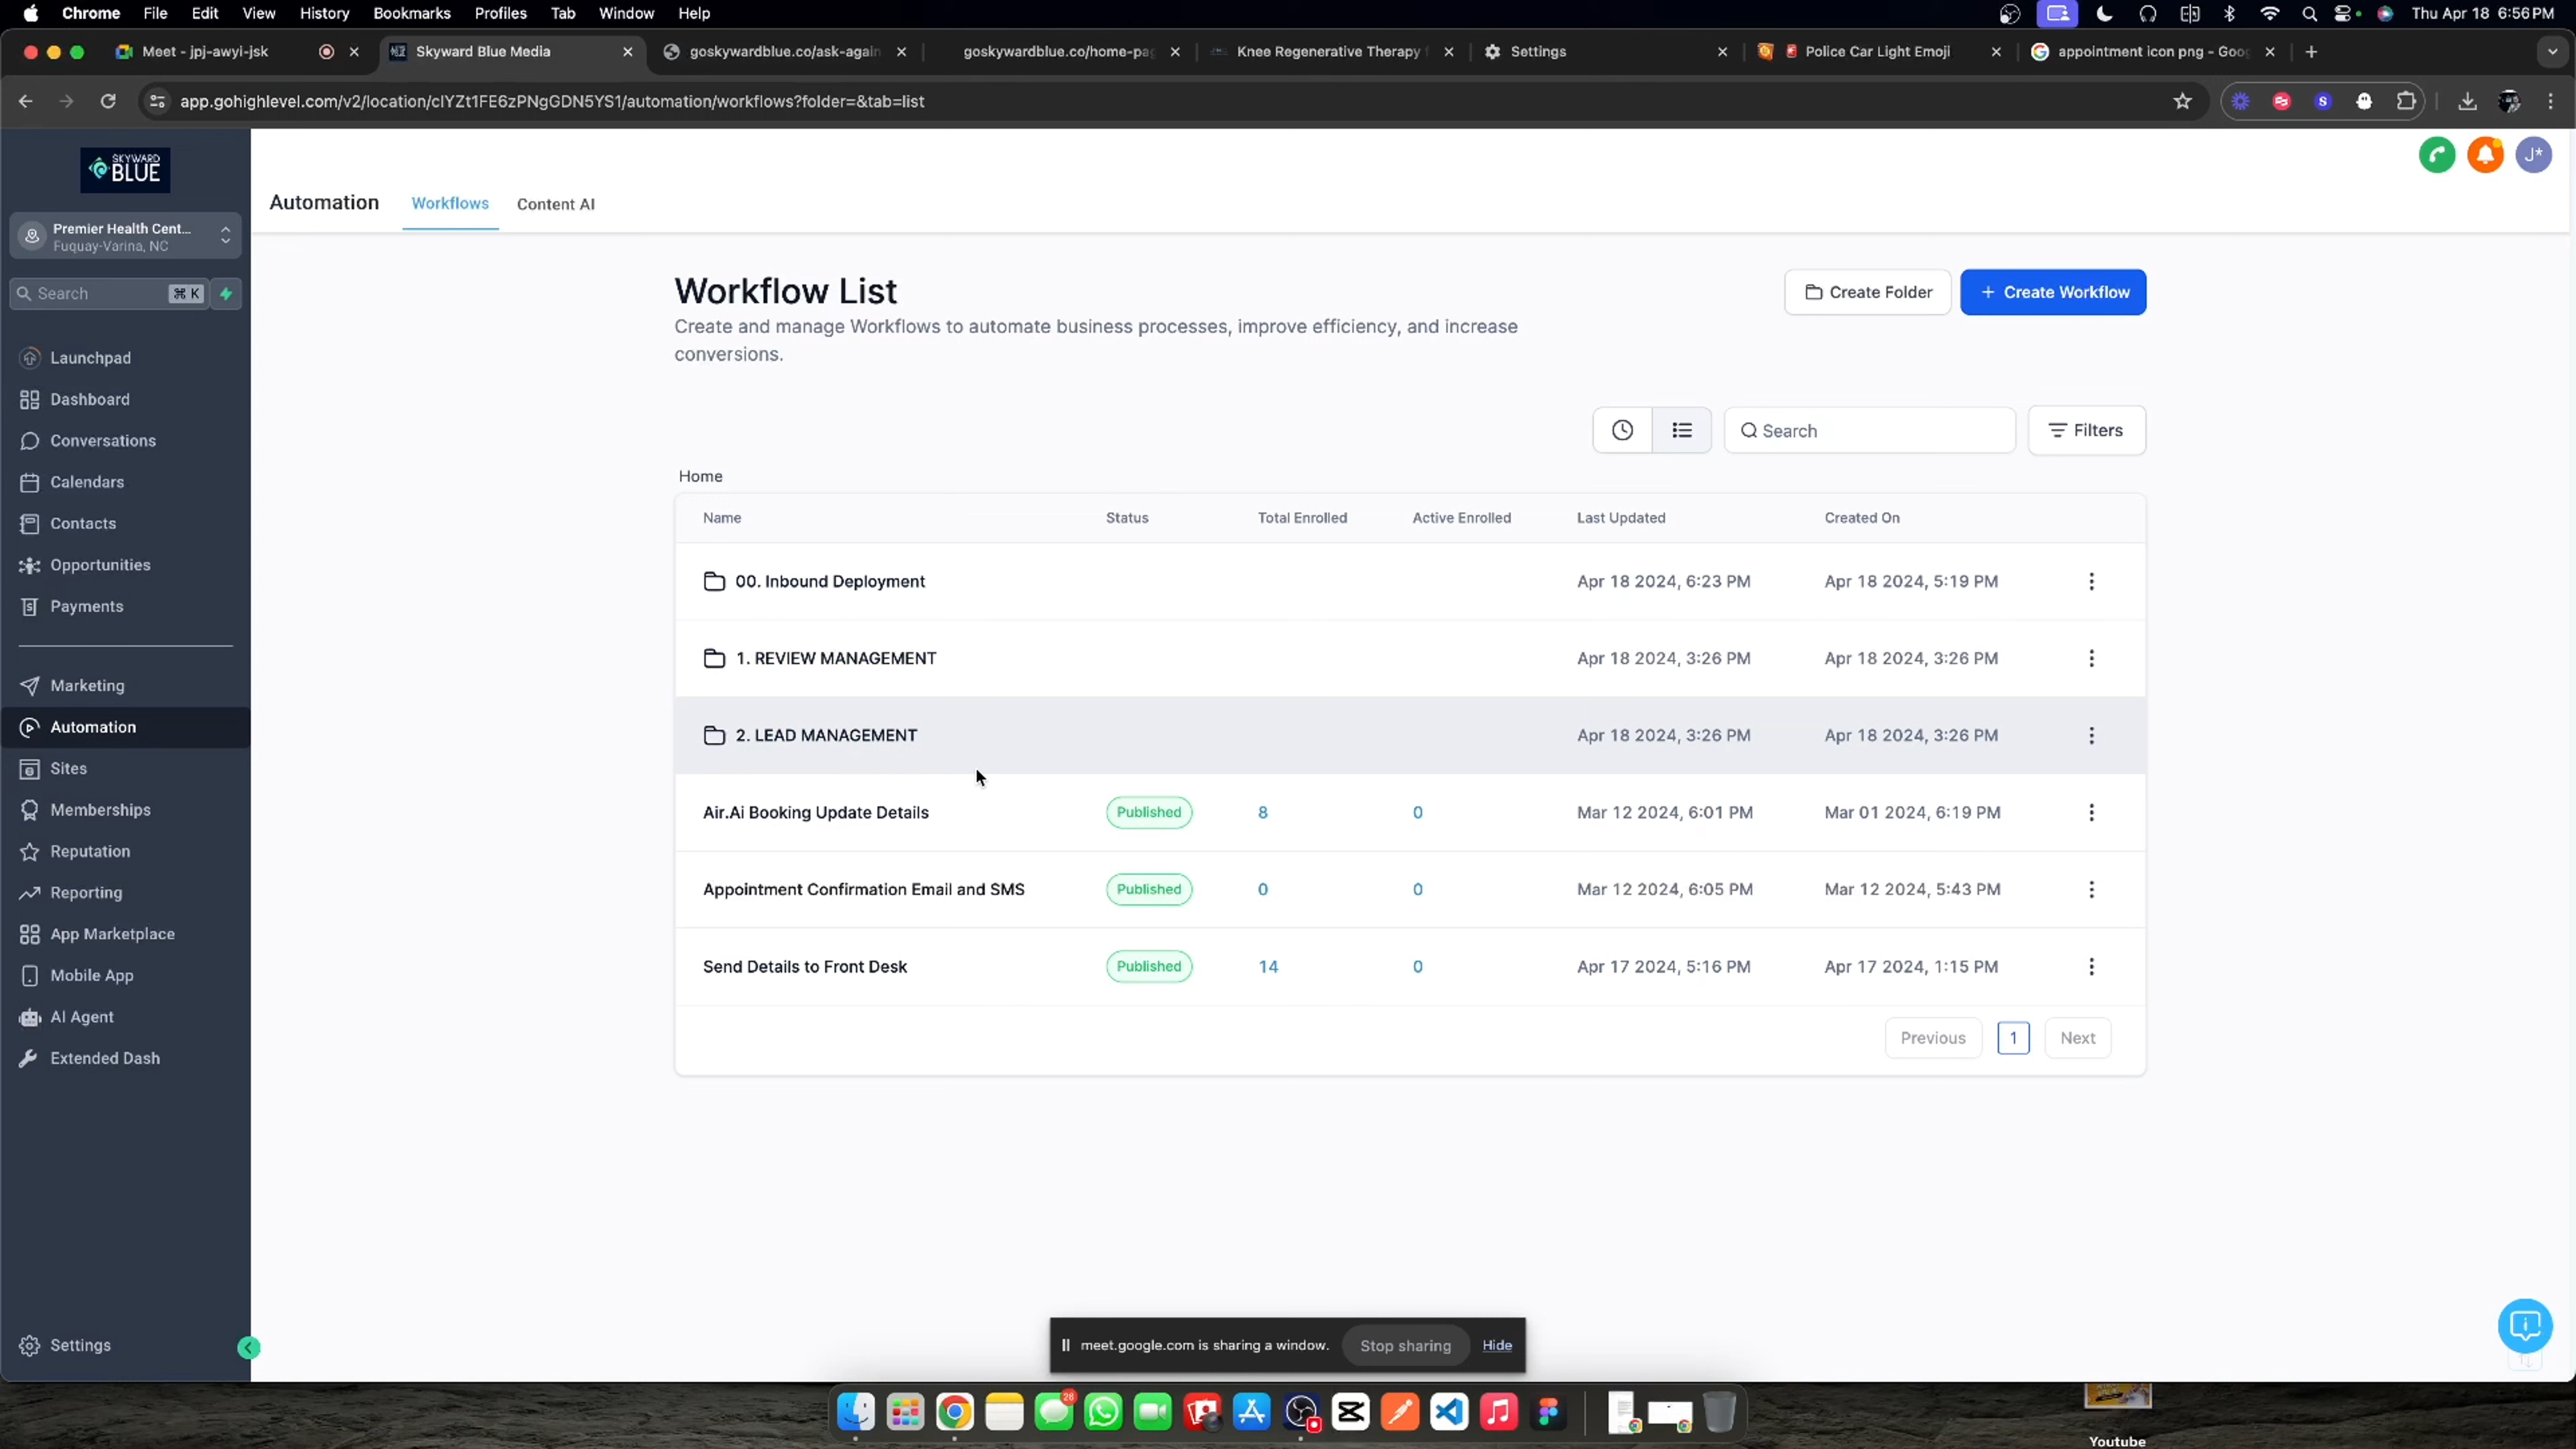 Chrome File Edit View History Bookmarks Profiles Tab Window Help Thu Apr 18 6:56 PM
Meet - jpj-awyi-jsk Skyward Blue Media goskywardblue.co/ask-again goskywardblue.co/home-pag Knee Regenerative Therapy Settings Police Car Light Emoji appointment icon png - Goog
app.gohighlevel.com/v2/location/clYZt1FE6zPNgGDN5YS1/automation/workflows?folder=&tab=list
SKYWARD
BLUE
J*
Automation Workflows Content AI
Premier Health Cent...
Fuquay-Varina, NC
Search ⌘ K
Launchpad
Dashboard
Conversations
Calendars
Contacts
Opportunities
Payments
Marketing
Automation
Sites
Memberships
Reputation
Reporting
App Marketplace
Mobile App
AI Agent
Extended Dash
Settings
Workflow List
Create and manage Workflows to automate business processes, improve efficiency, and increase
conversions.
Create Folder + Create Workflow
Search Filters
Home
Name Status Total Enrolled Active Enrolled Last Updated Created On
00. Inbound Deployment Apr 18 2024, 6:23 PM Apr 18 2024, 5:19 PM
1. REVIEW MANAGEMENT Apr 18 2024, 3:26 PM Apr 18 2024, 3:26 PM
2. LEAD MANAGEMENT Apr 18 2024, 3:26 PM Apr 18 2024, 3:26 PM
Air.Ai Booking Update Details Published 8 0 Mar 12 2024, 6:01 PM Mar 01 2024, 6:19 PM
Appointment Confirmation Email and SMS Published 0 0 Mar 12 2024, 6:05 PM Mar 12 2024, 5:43 PM
Send Details to Front Desk Published 14 0 Apr 17 2024, 5:16 PM Apr 17 2024, 1:15 PM
Previous 1 Next
meet.google.com is sharing a window. Stop sharing Hide
28
Youtube